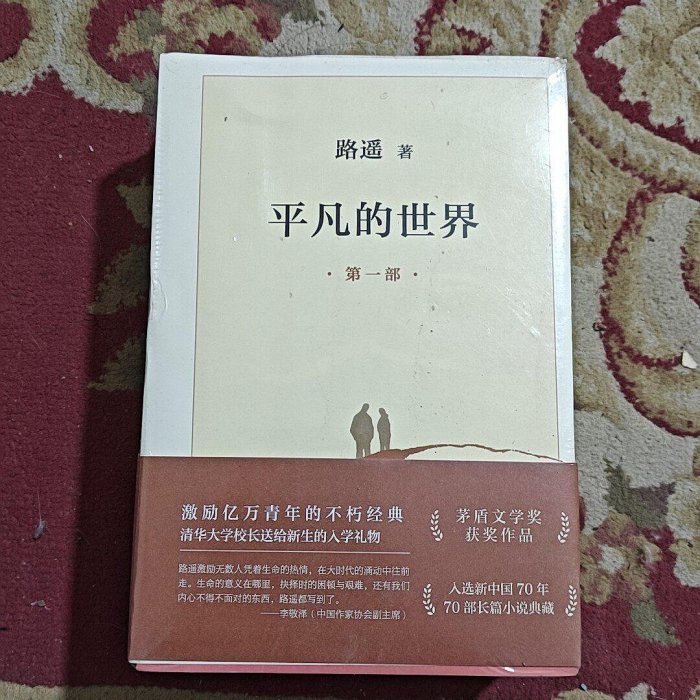 路遥 著
平凡的世界
· 第一部 ·
激励亿万青年的不朽经典
清华大学校长送给新生的入学礼物
路遥激励无数人凭着生命的热情，在大时代的涌动中往前
走。生命的意义在哪里，抉择时的困顿与艰难，还有我们
内心不得不面对的东西，路遥都写到了。
——李敬泽（中国作家协会副主席）
茅盾文学奖
获奖作品
入选新中国70年
70部长篇小说典藏